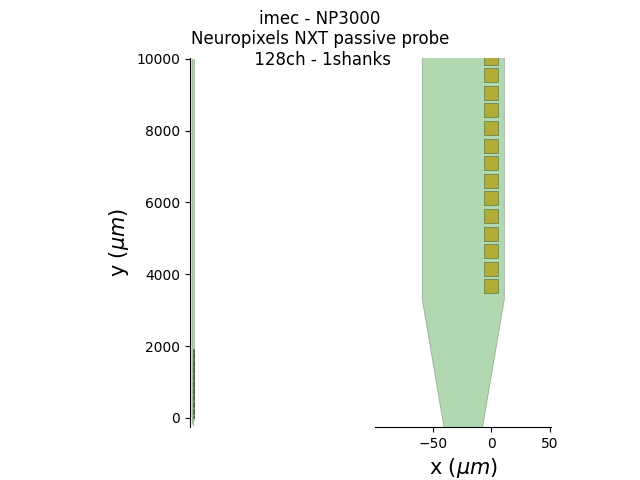 imec - NP3000
Neuropixels NXT passive probe
128ch - 1shanks
10000
8000
6000
4000
2000
0
y (μm)
−50
0
50
x (μm)